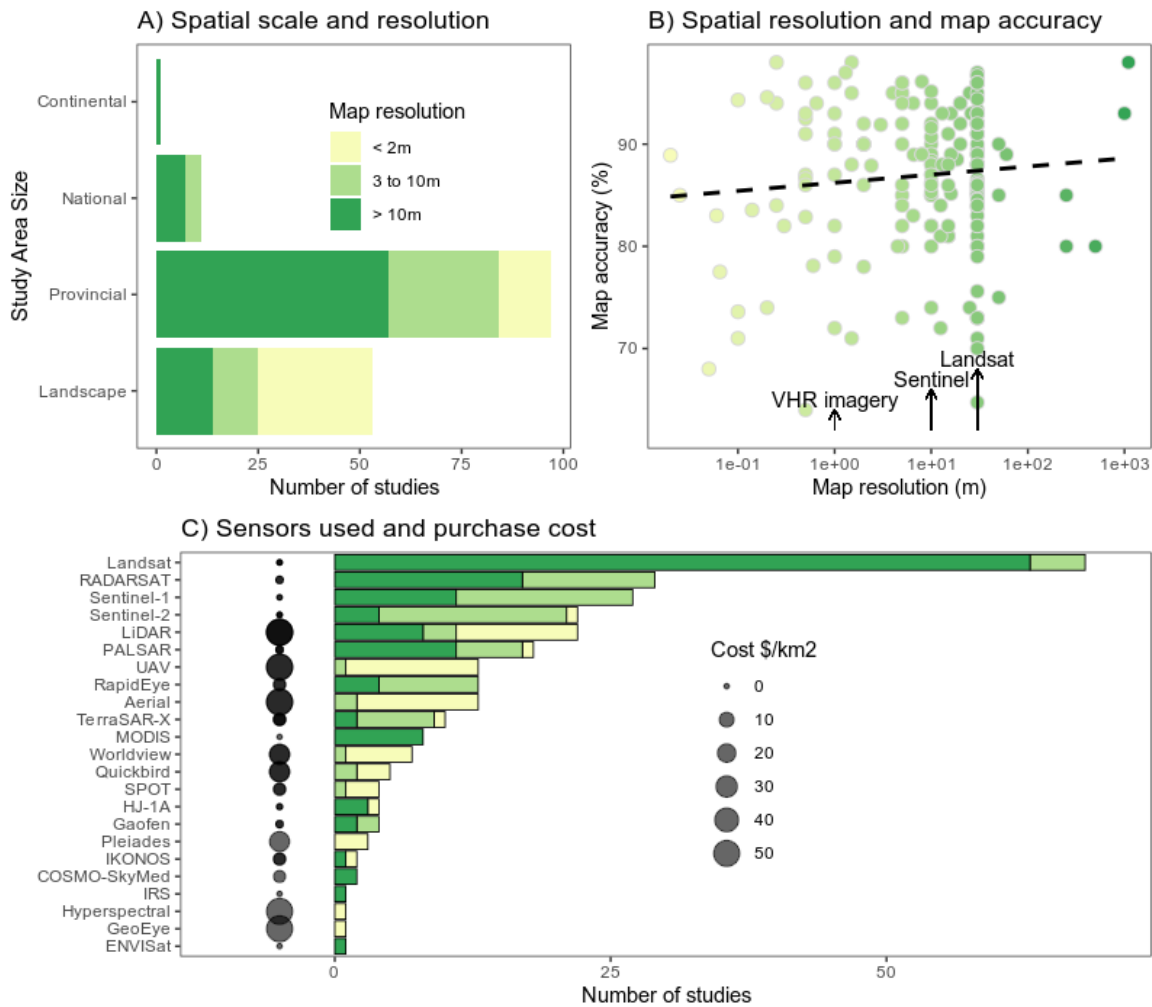 A) Spatial scale and resolution
Study Area Size
Continental
National
Provincial
Landscape
Map resolution
< 2m
3 to 10m
> 10m
0 25 50 75 100
Number of studies
B) Spatial resolution and map accuracy
Map accuracy (%)
90
80
70
VHR imagery
Sentinel
Landsat
1e-01 1e+00 1e+01 1e+02 1e+03
Map resolution (m)
C) Sensors used and purchase cost
Landsat
RADARSAT
Sentinel-1
Sentinel-2
LiDAR
PALSAR
UAV
RapidEye
Aerial
TerraSAR-X
MODIS
Worldview
Quickbird
SPOT
HJ-1A
Gaofen
Pleiades
IKONOS
COSMO-SkyMed
IRS
Hyperspectral
GeoEye
ENVISat
Cost $/km2
0
10
20
30
40
50
0 25 50
Number of studies